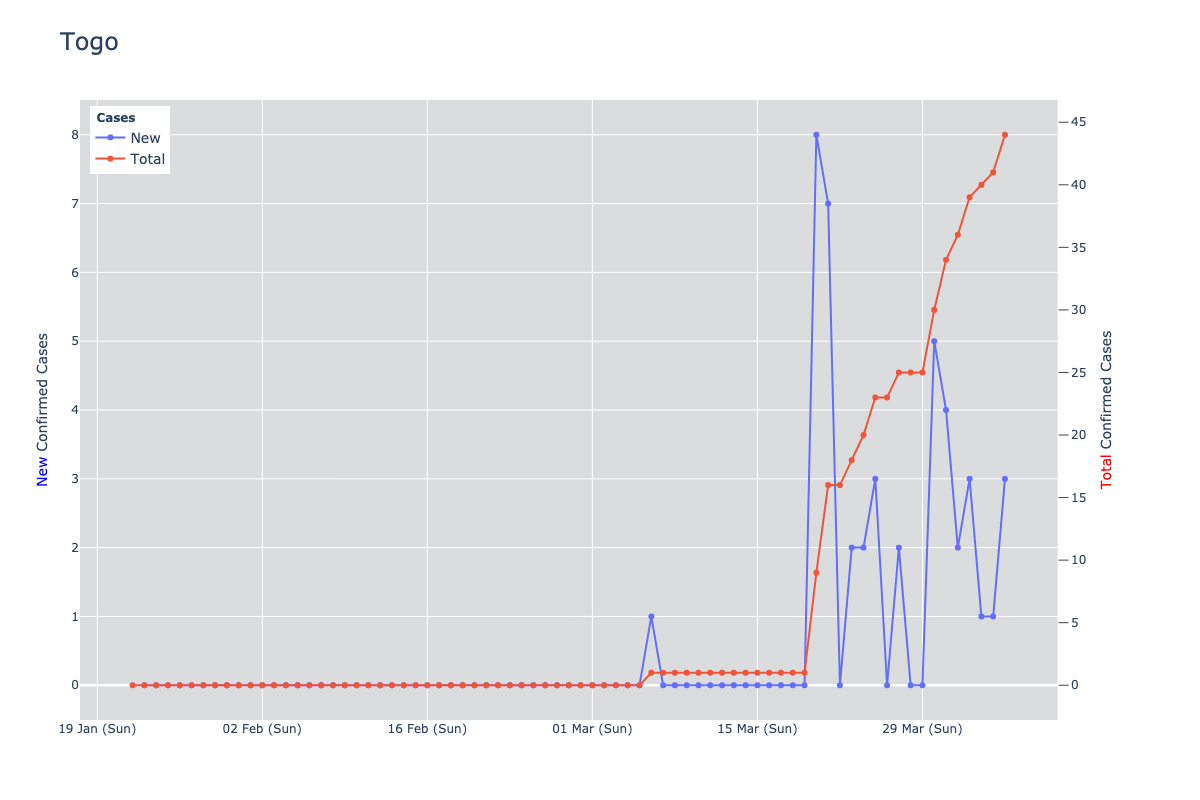 Togo
Cases
New
Total
8
7
6
5
4
3
2
1
0
New Confirmed Cases
45
40
35
30
25
20
15
10
5
0
Total Confirmed Cases
19 Jan (Sun)
02 Feb (Sun)
16 Feb (Sun)
01 Mar (Sun)
15 Mar (Sun)
29 Mar (Sun)